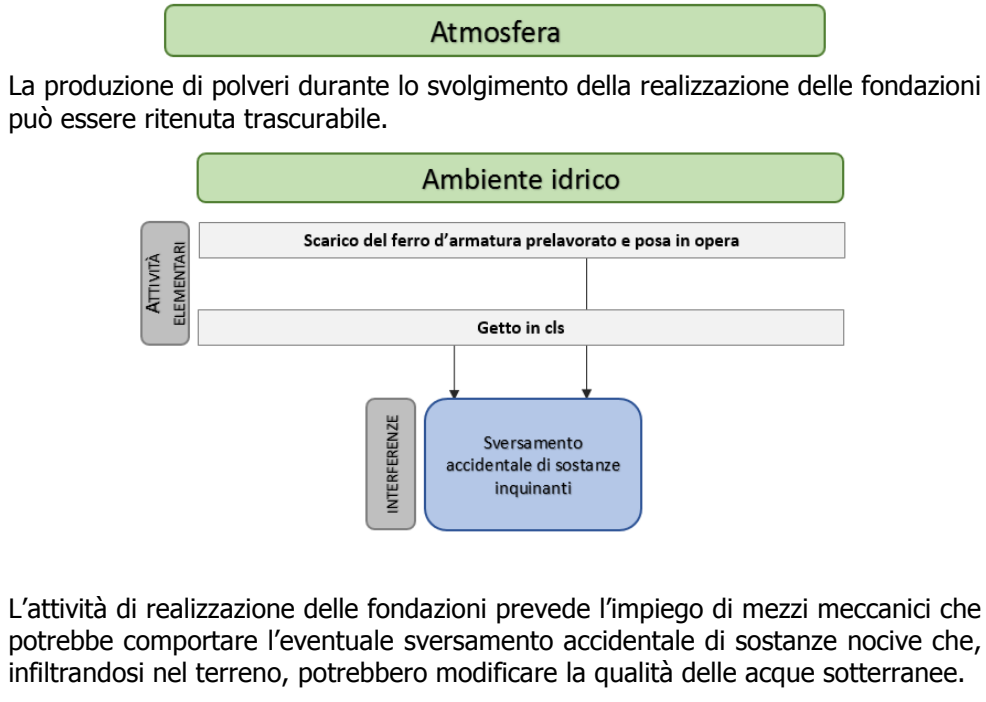 Atmosfera
La produzione di polveri durante lo svolgimento della realizzazione delle fondazioni
può essere ritenuta trascurabile.
Ambiente idrico
ATTIVITÀ
ELEMENTARI
Scarico del ferro d’armatura prelavorato e posa in opera
Getto in cls
INTERFERENZE
Sversamento
accidentale di sostanze
inquinanti
L’attività di realizzazione delle fondazioni prevede l’impiego di mezzi meccanici che
potrebbe comportare l’eventuale sversamento accidentale di sostanze nocive che,
infiltrandosi nel terreno, potrebbero modificare la qualità delle acque sotterranee.